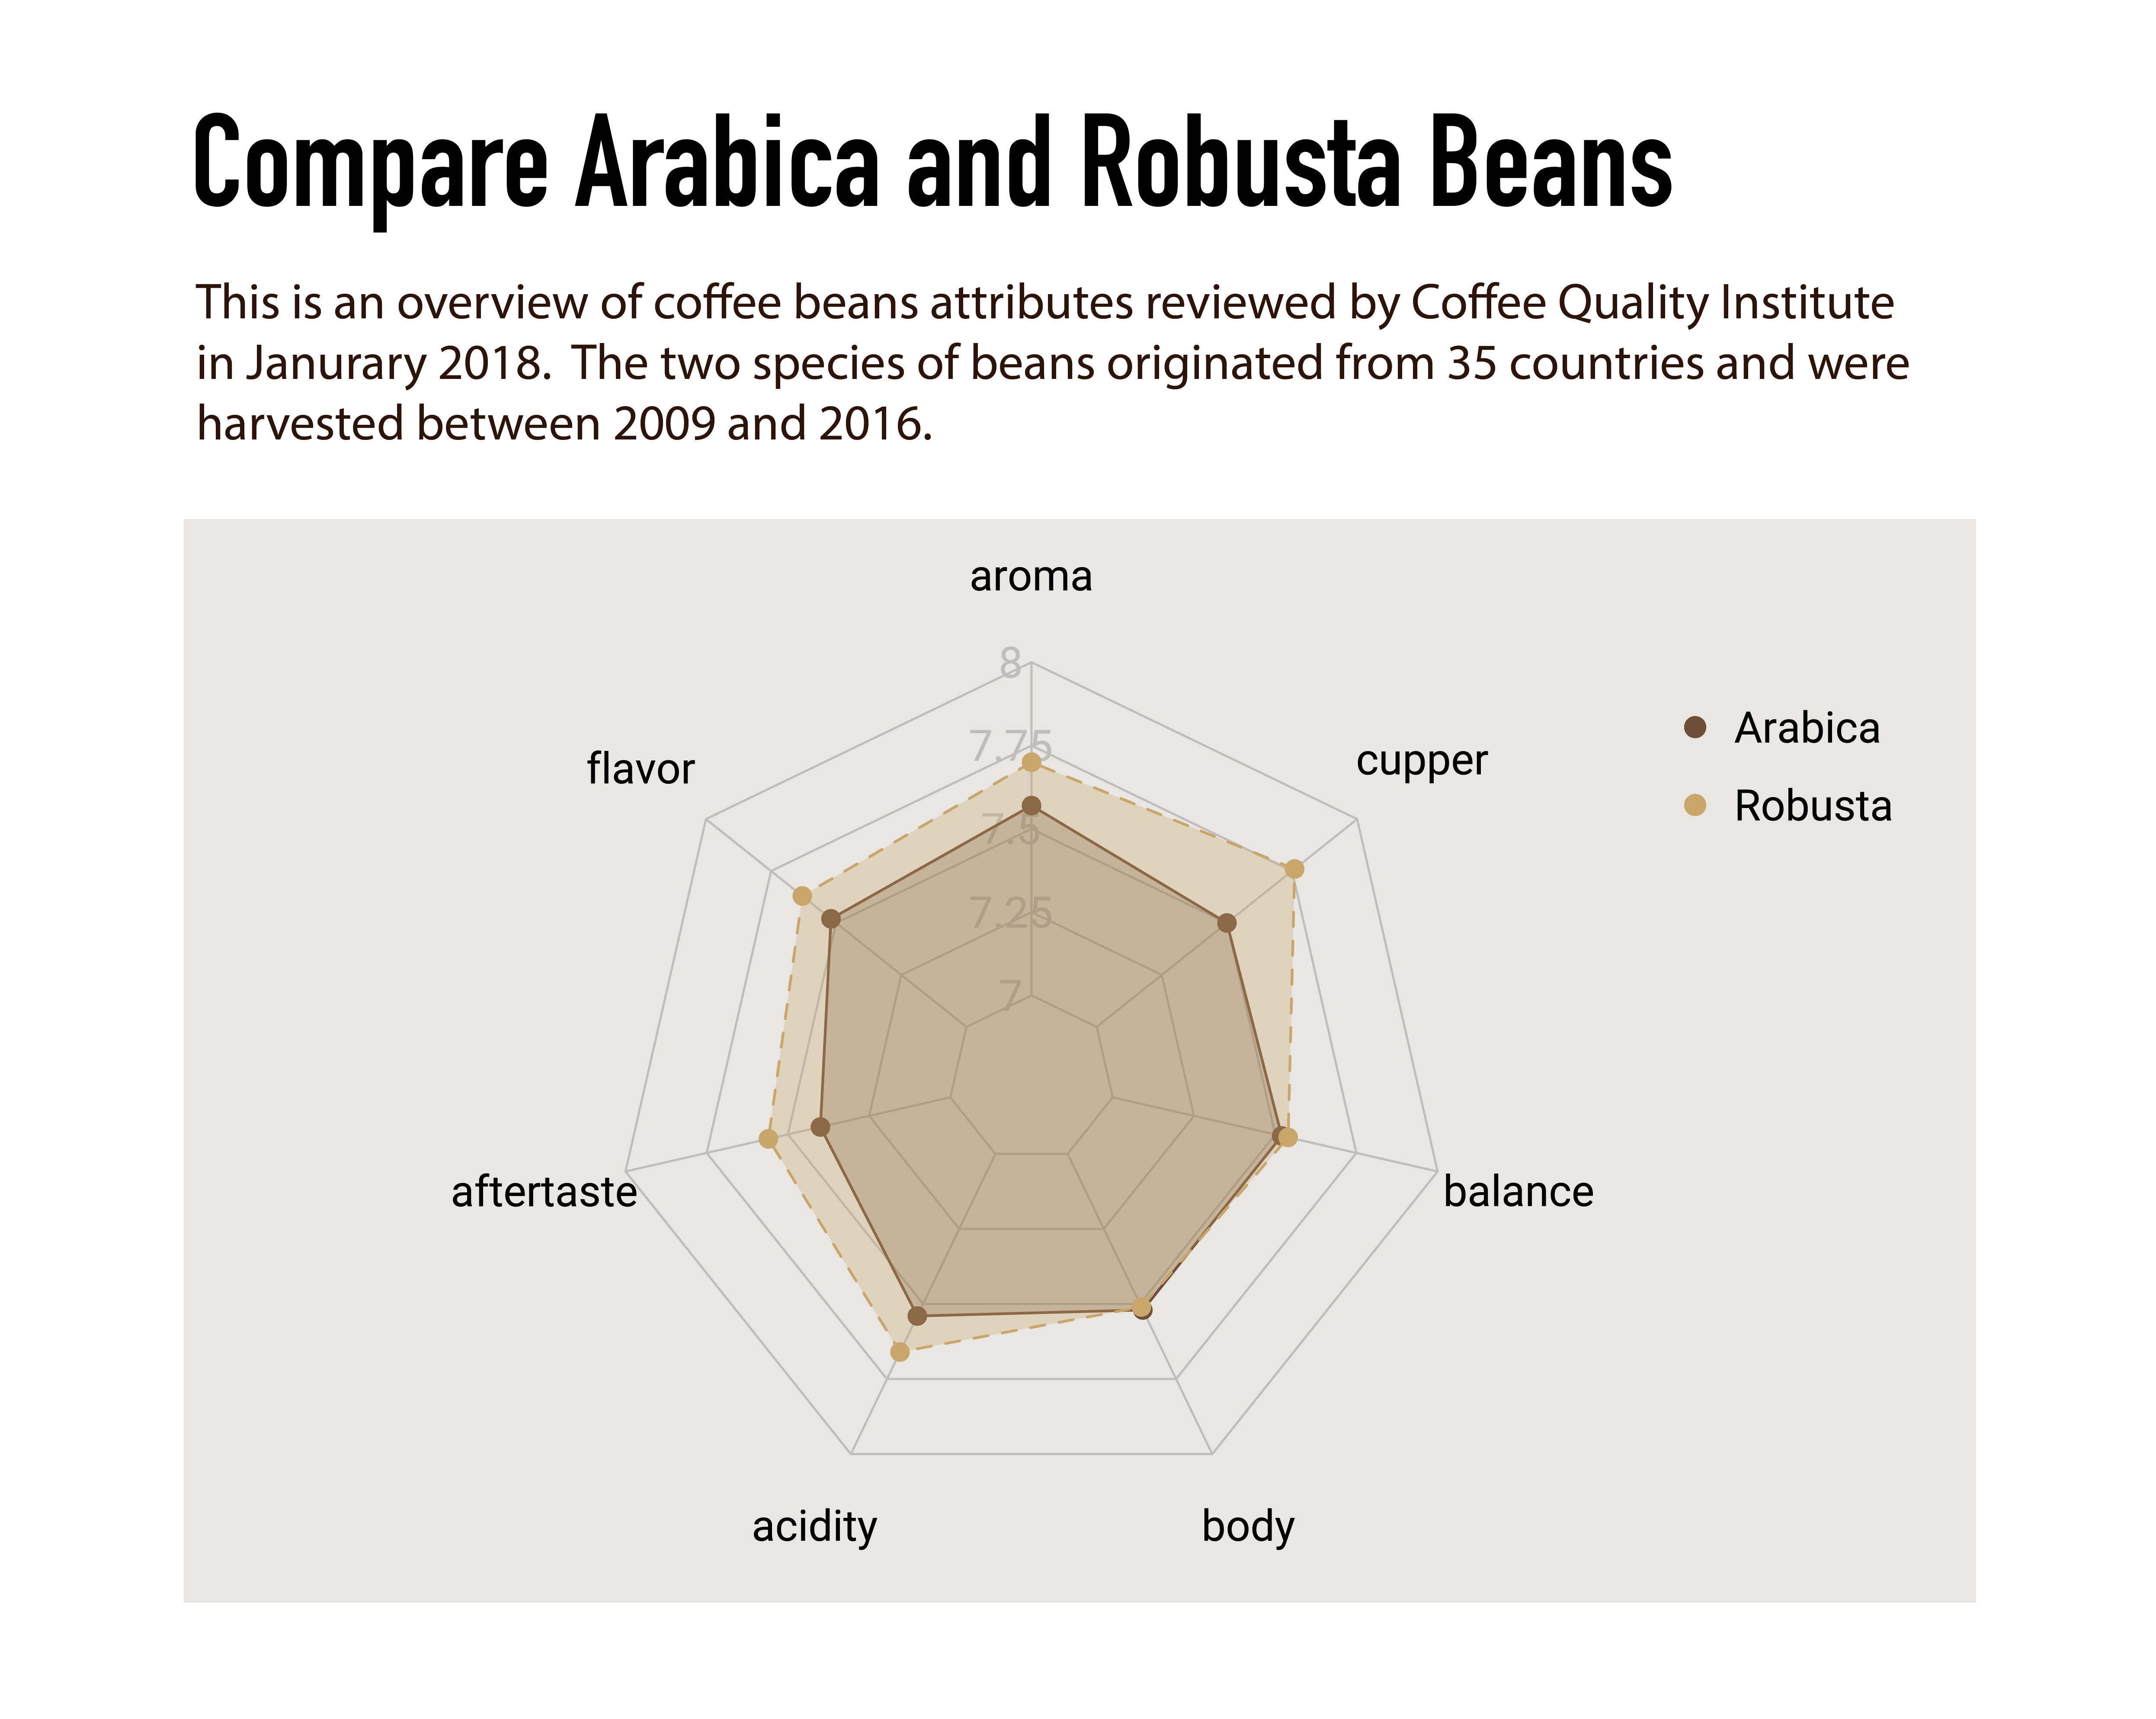 Compare Arabica and Robusta Beans
This is an overview of coffee beans attributes reviewed by Coffee Quality Institute
in Janurary 2018.  The two species of beans originated from 35 countries and were
harvested between 2009 and 2016.
aroma
8
7.75
Arabica
flavor
cupper
Robusta
7.5
7.25
7
aftertaste
balance
acidity
body